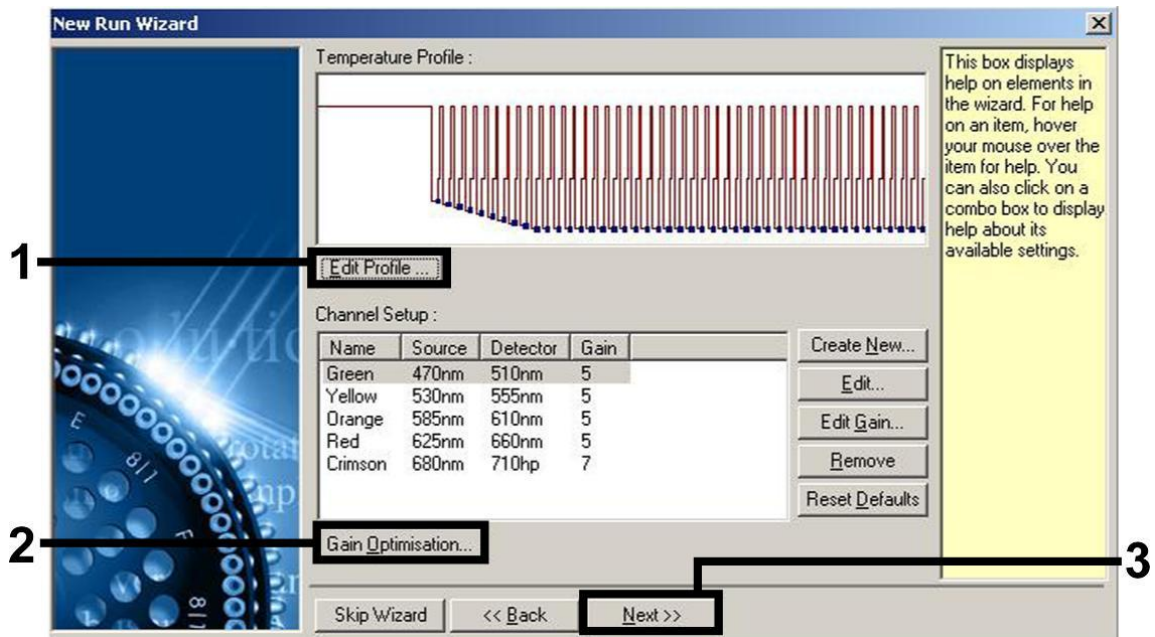 New Run Wizard
Temperature Profile :
This box displays
help on elements in
the wizard. For help
on an item, hover
your mouse over the
item for help. You
can also click on a
combo box to display
help about its
available settings.
1
Edit Profile ...
Channel Setup :
Name Source Detector Gain
Green 470nm 510nm 5
Yellow 530nm 555nm 5
Orange 585nm 610nm 5
Red 625nm 660nm 5
Crimson 680nm 710hp 7
Create New...
Edit...
Edit Gain...
Remove
Reset Defaults
2
Gain Optimisation...
3
Skip Wizard
<< Back
Next >>
E
8|7
F
8|1